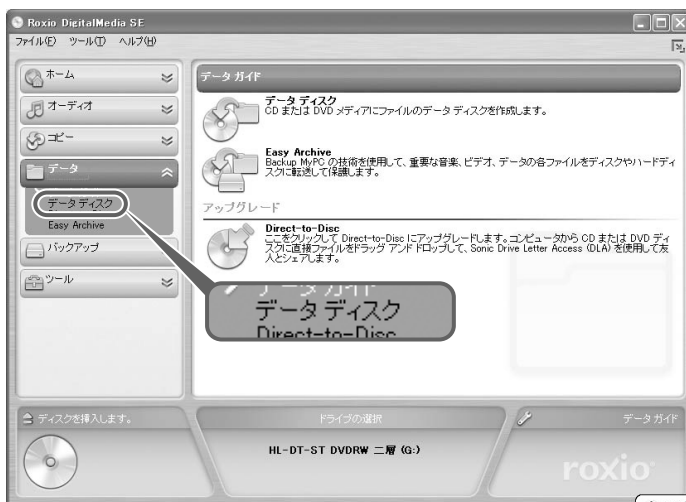 Roxio DigitalMedia SE
ファイル(F) ツール(T) ヘルプ(H)
ホーム
オーディオ
コピー
データ
データ ディスク
Easy Archive
バックアップ
ツール
データ ガイド
データ ディスク
CD または DVD メディアにファイルのデータ ディスクを作成します。
Easy Archive
Backup MyPC の技術を使用して、重要な音楽、ビデオ、データの各ファイルをディスクやハードディ
スクに転送して保護します。
アップグレード
Direct-to-Disc
ここをクリックして Direct-to-Disc にアップグレードします。コンピュータから CD または DVD ディ
スクに直接ファイルをドラッグ アンド ドロップして、Sonic Drive Letter Access (DLA) を使用して友
人とシェアします。
データ ガイド
データ ディスク
Direct-to-Disc
ディスクを挿入します。
ドライブの選択
データ ガイド
HL-DT-ST DVDRW 二層 (G:)
roxio